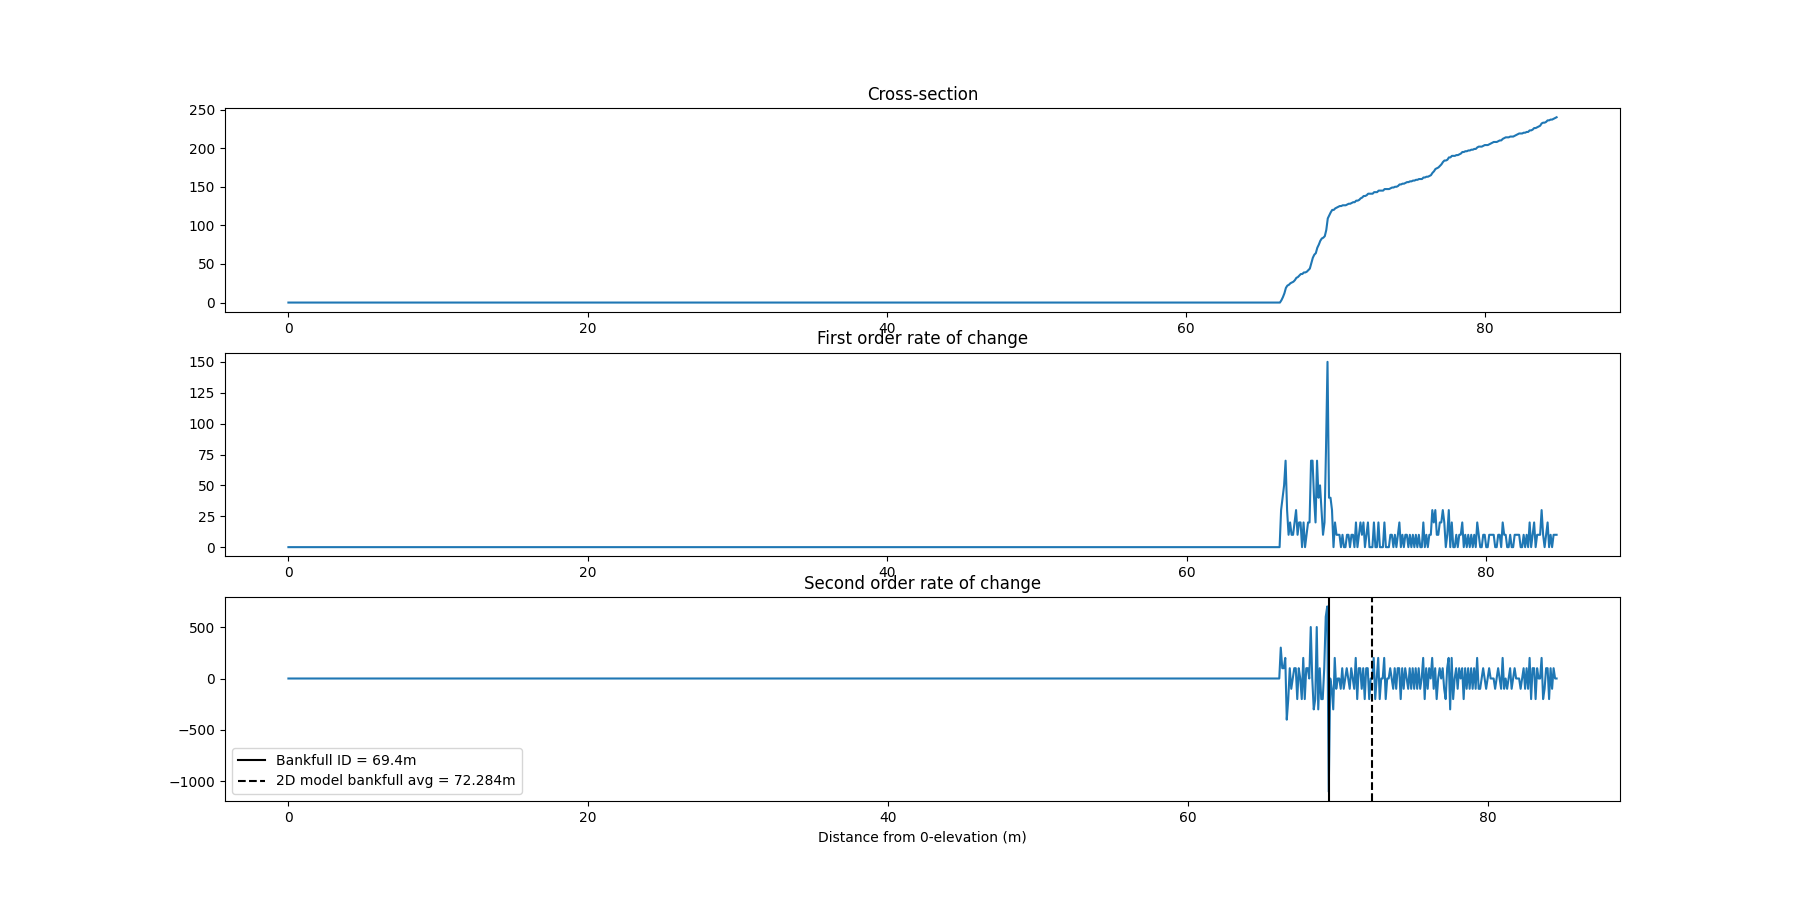 Cross-section
250
200
150
100
50
0
0 20 40 60 80
First order rate of change
150
125
100
75
50
25
0
0 20 40 60 80
Second order rate of change
500
0
−500
−1000
Bankfull ID = 69.4m
2D model bankfull avg = 72.284m
0 20 40 60 80
Distance from 0-elevation (m)